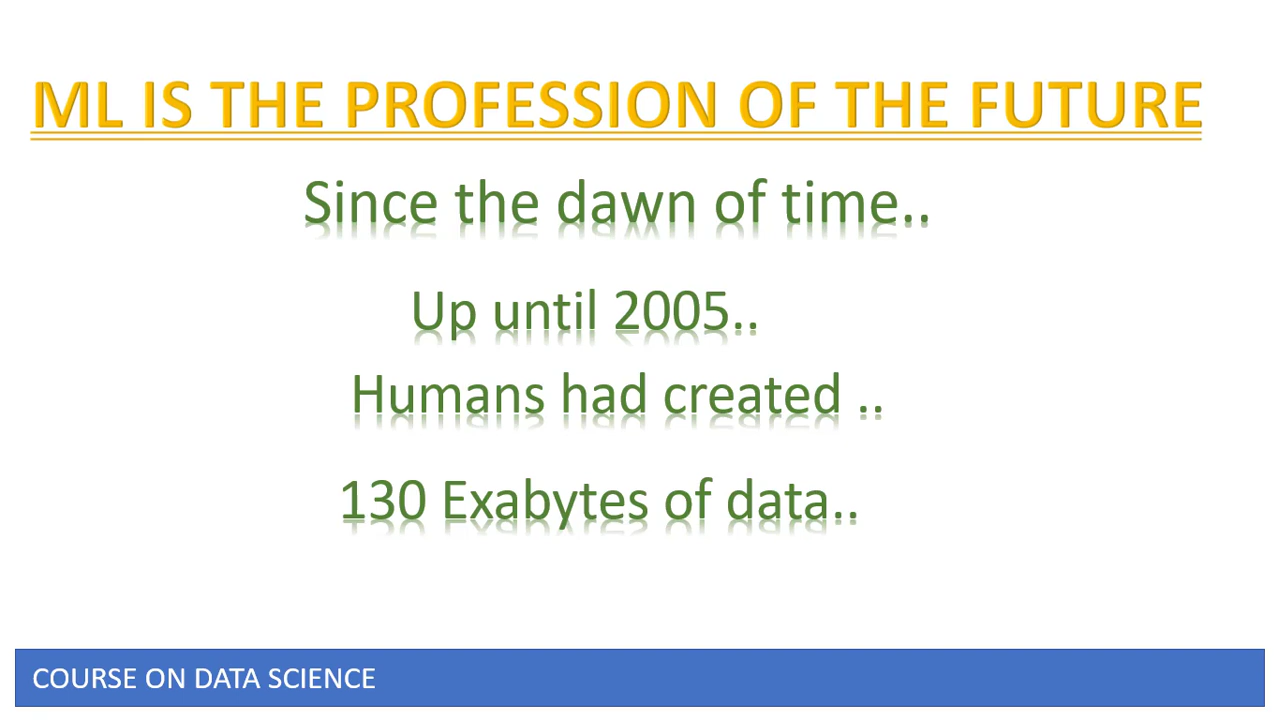 ML IS THE PROFESSION OF THE FUTURE
Since the dawn of time..
Up until 2005..
Humans had created ..
130 Exabytes of data..
COURSE ON DATA SCIENCE